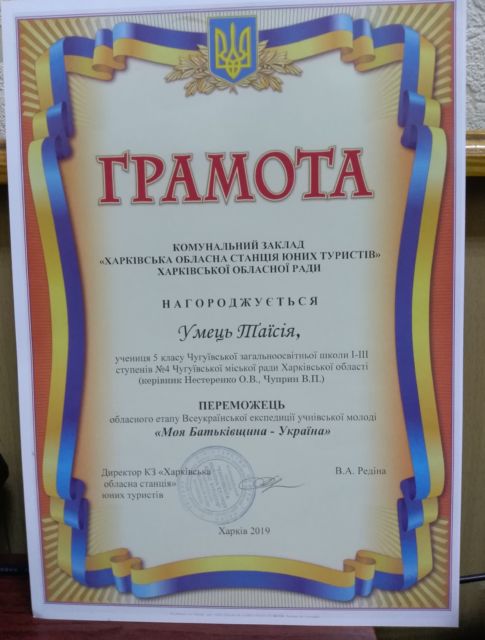 ГРАМОТА
КОМУНАЛЬНИЙ ЗАКЛАД
«ХАРКІВСЬКА ОБЛАСНА СТАНЦІЯ ЮНИХ ТУРИСТІВ»
ХАРКІВСЬКОЇ ОБЛАСНОЇ РАДИ
НАГОРОДЖУЄТЬСЯ
Умець Таїсія,
учениця 5 класу Чугуївської загальноосвітньої школи І-ІІІ
ступенів №4 Чугуївської міської ради Харківської області
(керівник Нестеренко О.В., Чуприн В.П.)
ПЕРЕМОЖЕЦЬ
обласного етапу Всеукраїнської експедиції учнівської молоді
«Моя Батьківщина - Україна»
Директор КЗ «Харківська
обласна станція»
юних туристів
В.А. Редіна
Харків 2019